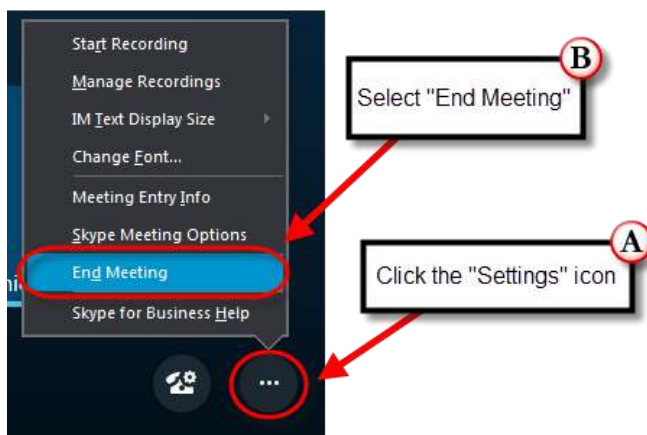 Start Recording
Manage Recordings
IM Text Display Size
Change Font...
Meeting Entry Info
Skype Meeting Options
End Meeting
Skype for Business Help
B
Select "End Meeting"
A
Click the "Settings" icon